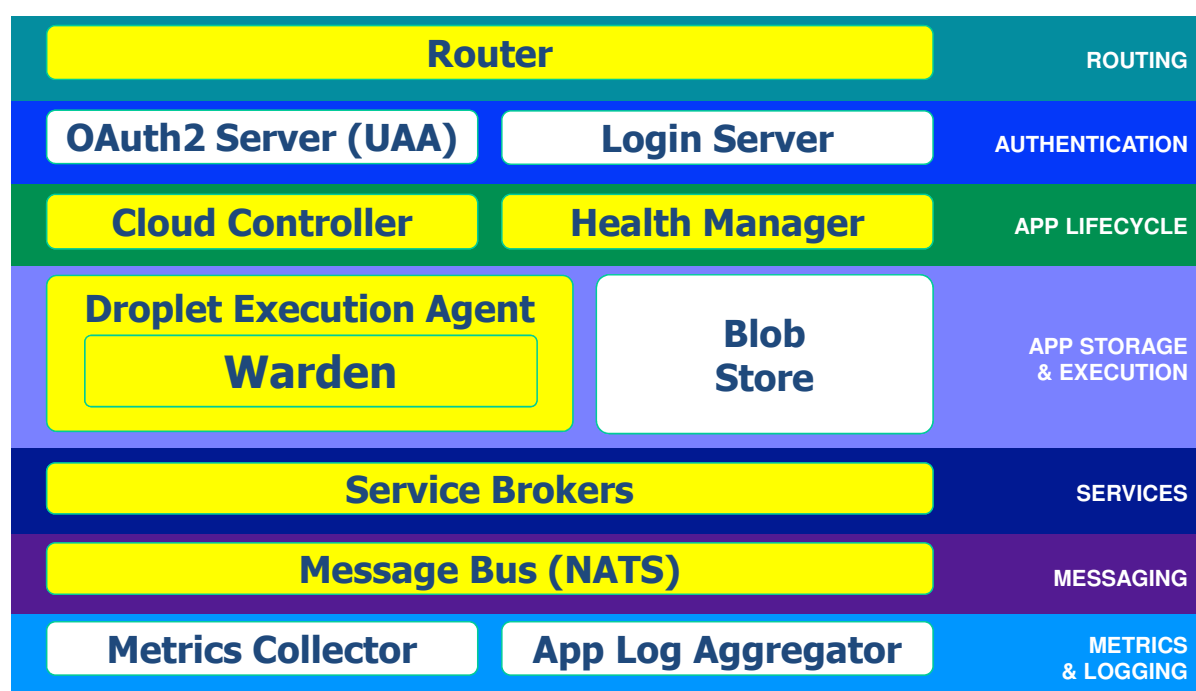 Router
ROUTING
OAuth2 Server (UAA)
Login Server
AUTHENTICATION
Cloud Controller
Health Manager
APP LIFECYCLE
Droplet Execution Agent
Warden
Blob
Store
APP STORAGE
& EXECUTION
Service Brokers
SERVICES
Message Bus (NATS)
MESSAGING
Metrics Collector
App Log Aggregator
METRICS
& LOGGING